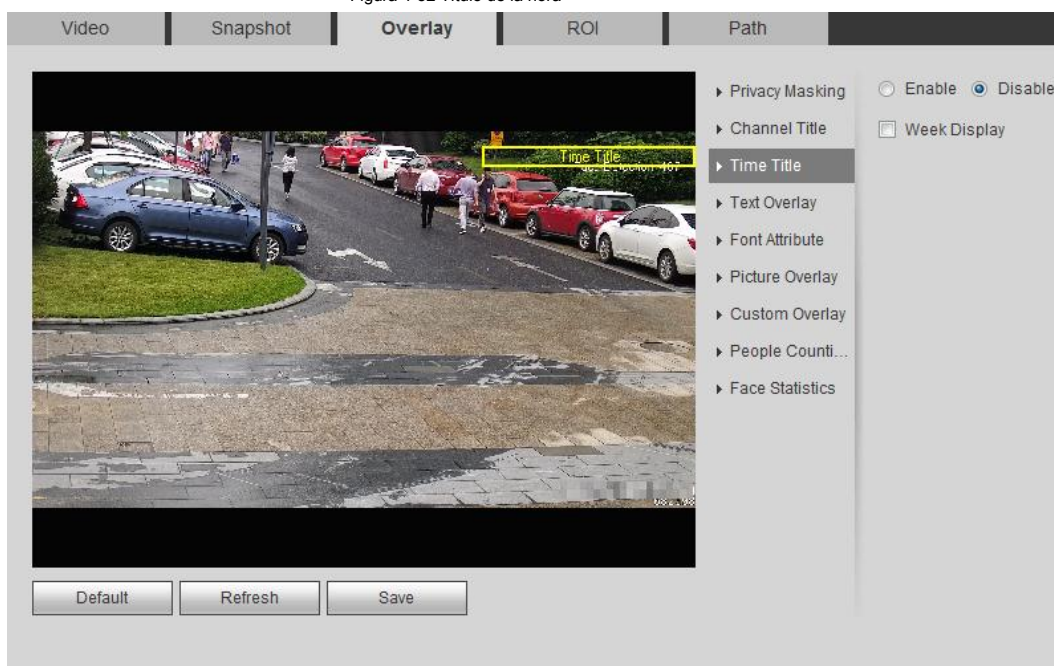 Video Snapshot Overlay ROI Path
Privacy Masking
Channel Title
Time Title
Text Overlay
Font Attribute
Picture Overlay
Custom Overlay
People Counti...
Face Statistics
Enable Disable
Week Display
Time Title
Default Refresh Save